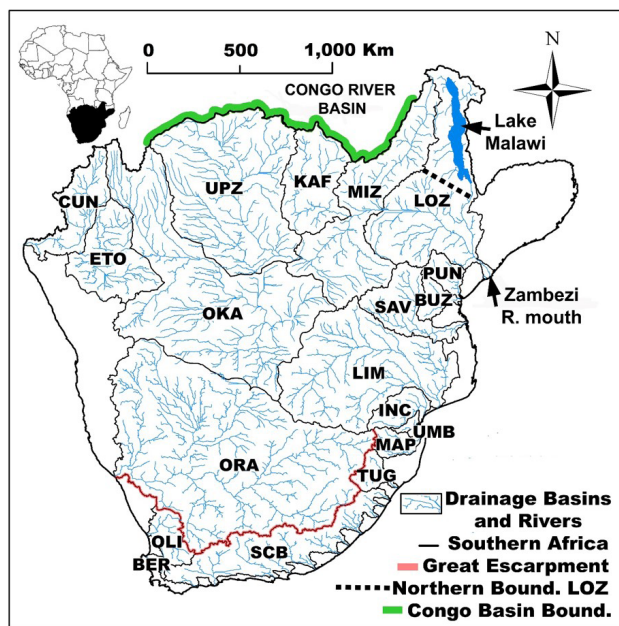 0 500 1,000 Km
N
CONGO RIVER
BASIN
Lake
Malawi
UPZ
KAF
MIZ
LOZ
CUN
ETO
PUN
OKA
SAV
BUZ
Zambezi
R. mouth
LIM
INC
UMB
MAP
ORA
TUG
Drainage Basins
and Rivers
OLI
SCB
BER
Southern Africa
Great Escarpment
Northern Bound. LOZ
Congo Basin Bound.